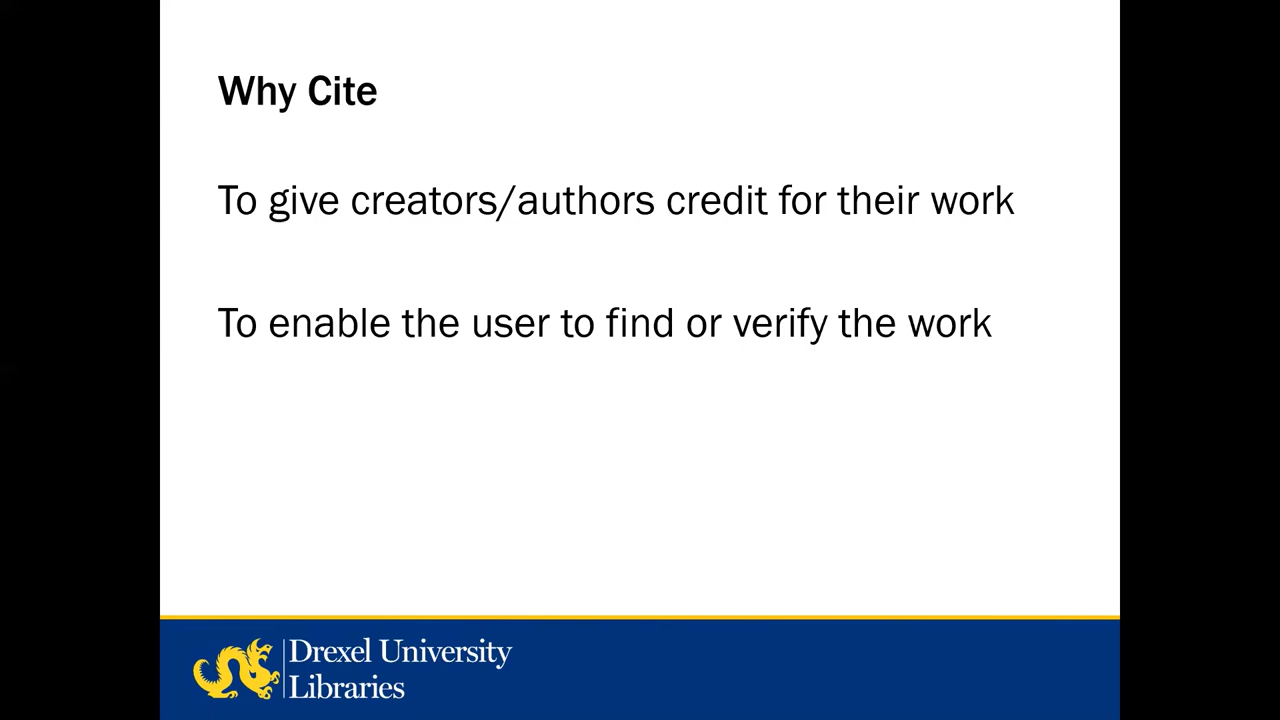 Why Cite
To give creators/authors credit for their work
To enable the user to find or verify the work
Drexel University
Libraries